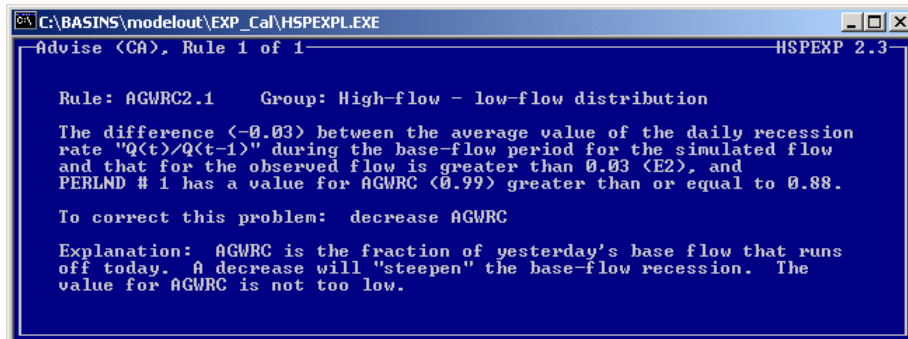 C:\BASINS\modelout\EXP_Cal\HSPEXPL.EXE
Advise (CA), Rule 1 of 1 HSPEXP 2.3
Rule: AGWRC2.1 Group: High-flow - low-flow distribution
The difference (-0.03) between the average value of the daily recession
rate "Q(t)/Q(t-1)" during the base-flow period for the simulated flow
and that for the observed flow is greater than 0.03 (E2), and
PERLND # 1 has a value for AGWRC (0.99) greater than or equal to 0.88.
To correct this problem: decrease AGWRC
Explanation: AGWRC is the fraction of yesterday's base flow that runs
off today. A decrease will "steepen" the base-flow recession. The
value for AGWRC is not too low.